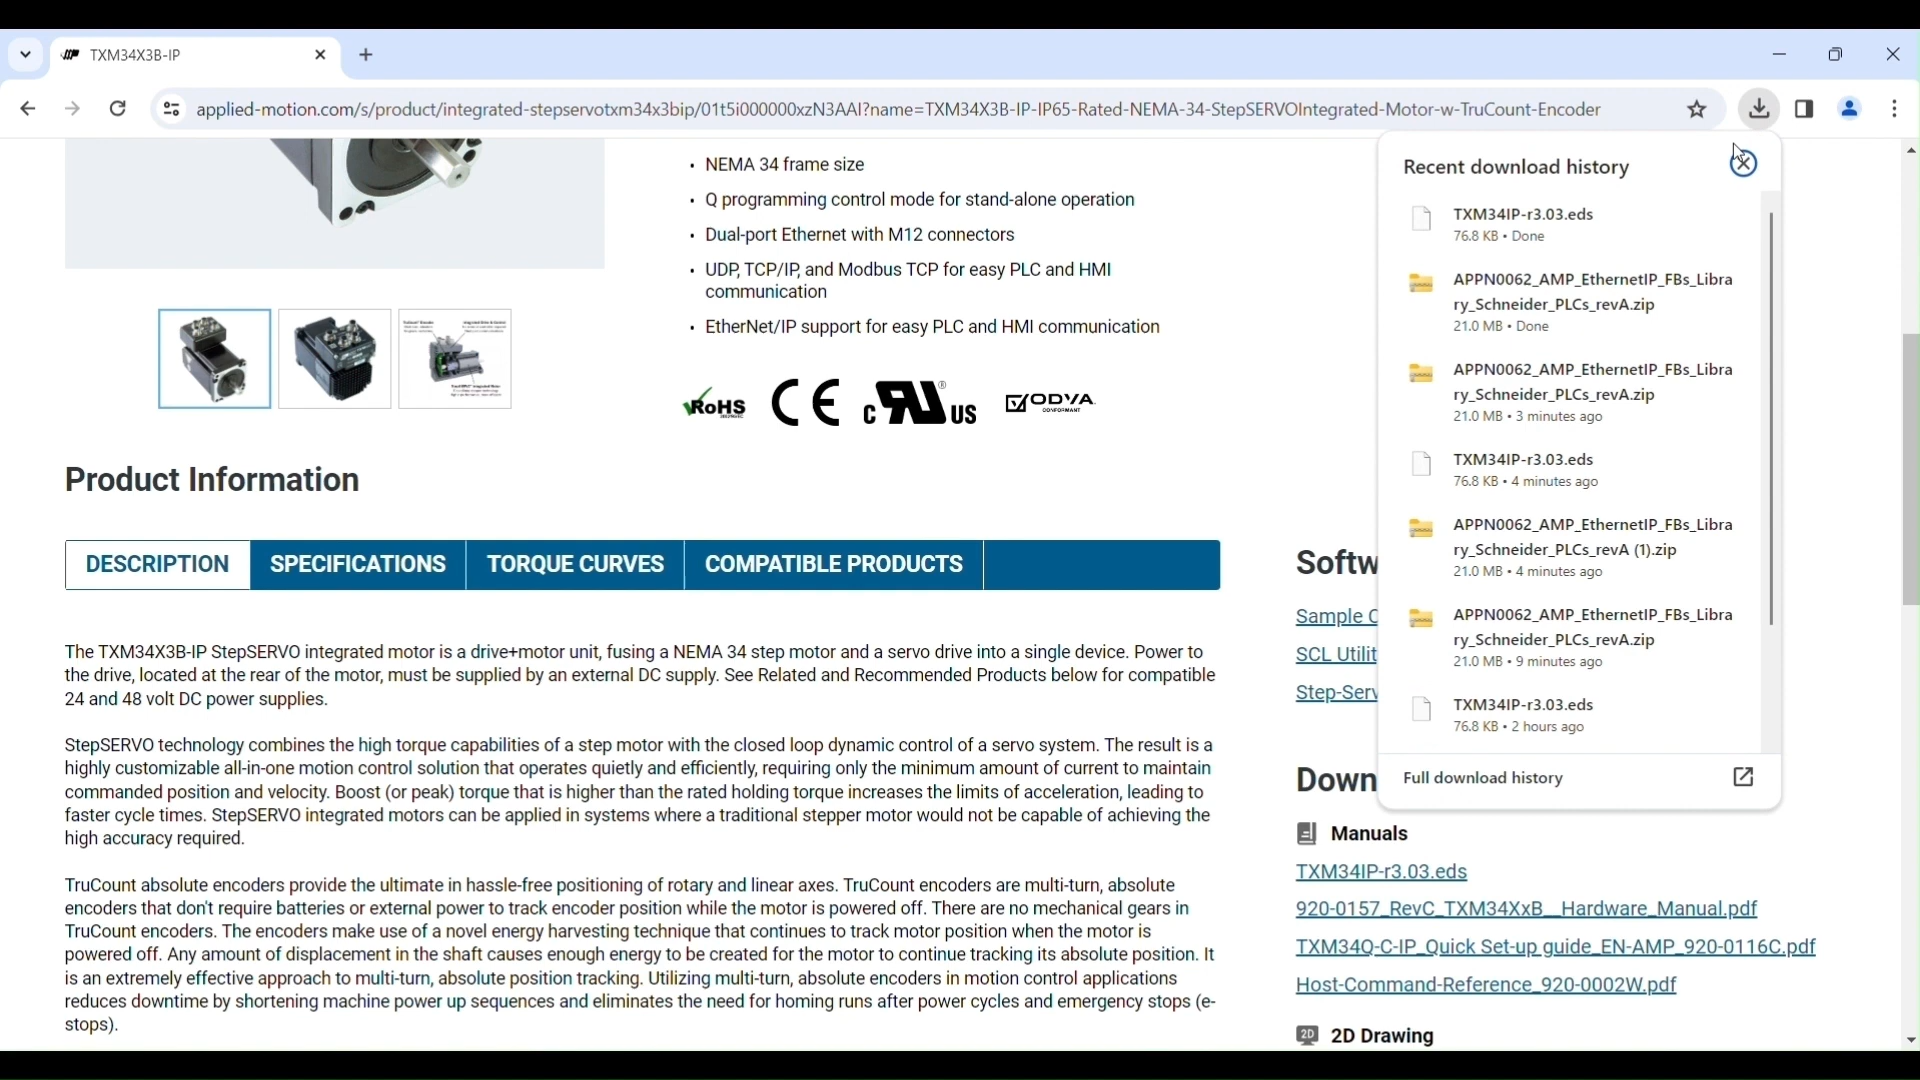 TXM34X3B-IP
applied-motion.com/s/product/integrated-stepservotxm34x3bip/01t5i000000xzN3AAI?name=TXM34X3B-IP-IP65-Rated-NEMA-34-StepSERVOIntegrated-Motor-w-TruCount-Encoder
• NEMA 34 frame size
• Q programming control mode for stand-alone operation
• Dual-port Ethernet with M12 connectors
• UDP, TCP/IP, and Modbus TCP for easy PLC and HMI
communication
• EtherNet/IP support for easy PLC and HMI communication
RoHS
CE
c RU ® US
ODVA
CONFORMANT
Product Information
DESCRIPTION
SPECIFICATIONS
TORQUE CURVES
COMPATIBLE PRODUCTS
The TXM34X3B-IP StepSERVO integrated motor is a drive+motor unit, fusing a NEMA 34 step motor and a servo drive into a single device. Power to
the drive, located at the rear of the motor, must be supplied by an external DC supply. See Related and Recommended Products below for compatible
24 and 48 volt DC power supplies.
StepSERVO technology combines the high torque capabilities of a step motor with the closed loop dynamic control of a servo system. The result is a
highly customizable all-in-one motion control solution that operates quietly and efficiently, requiring only the minimum amount of current to maintain
commanded position and velocity. Boost (or peak) torque that is higher than the rated holding torque increases the limits of acceleration, leading to
faster cycle times. StepSERVO integrated motors can be applied in systems where a traditional stepper motor would not be capable of achieving the
high accuracy required.
TruCount absolute encoders provide the ultimate in hassle-free positioning of rotary and linear axes. TruCount encoders are multi-turn, absolute
encoders that don't require batteries or external power to track encoder position while the motor is powered off. There are no mechanical gears in
TruCount encoders. The encoders make use of a novel energy harvesting technique that continues to track motor position when the motor is
powered off. Any amount of displacement in the shaft causes enough energy to be created for the motor to continue tracking its absolute position. It
is an extremely effective approach to multi-turn, absolute position tracking. Utilizing multi-turn, absolute encoders in motion control applications
reduces downtime by shortening machine power up sequences and eliminates the need for homing runs after power cycles and emergency stops (e-
stops).
Recent download history
TXM34IP-r3.03.eds
76.8 KB • Done
APPN0062_AMP_EthernetIP_FBs_Libra
ry_Schneider_PLCs_revA.zip
21.0 MB • Done
APPN0062_AMP_EthernetIP_FBs_Libra
ry_Schneider_PLCs_revA.zip
21.0 MB • 3 minutes ago
TXM34IP-r3.03.eds
76.8 KB • 4 minutes ago
APPN0062_AMP_EthernetIP_FBs_Libra
ry_Schneider_PLCs_revA (1).zip
21.0 MB • 4 minutes ago
APPN0062_AMP_EthernetIP_FBs_Libra
ry_Schneider_PLCs_revA.zip
21.0 MB • 9 minutes ago
TXM34IP-r3.03.eds
76.8 KB • 2 hours ago
Full download history
Softw
Sample C
SCL Utilit
Step-Serv
Down
Manuals
TXM34IP-r3.03.eds
920-0157_RevC_TXM34XxB__Hardware_Manual.pdf
TXM34Q-C-IP_Quick Set-up guide_EN-AMP_920-0116C.pdf
Host-Command-Reference_920-0002W.pdf
2D
2D Drawing